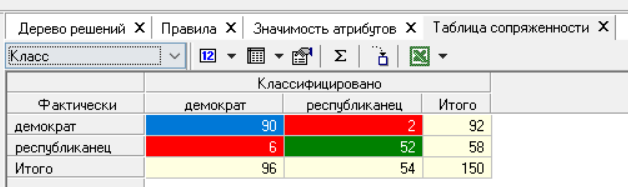 Дерево решений X Правила X Значимость атрибутов X Таблица сопряженности X
Класс 12 Σ
Классифицировано
Фактически демократ республиканец Итого
демократ 90 2 92
республиканец 6 52 58
Итого 96 54 150